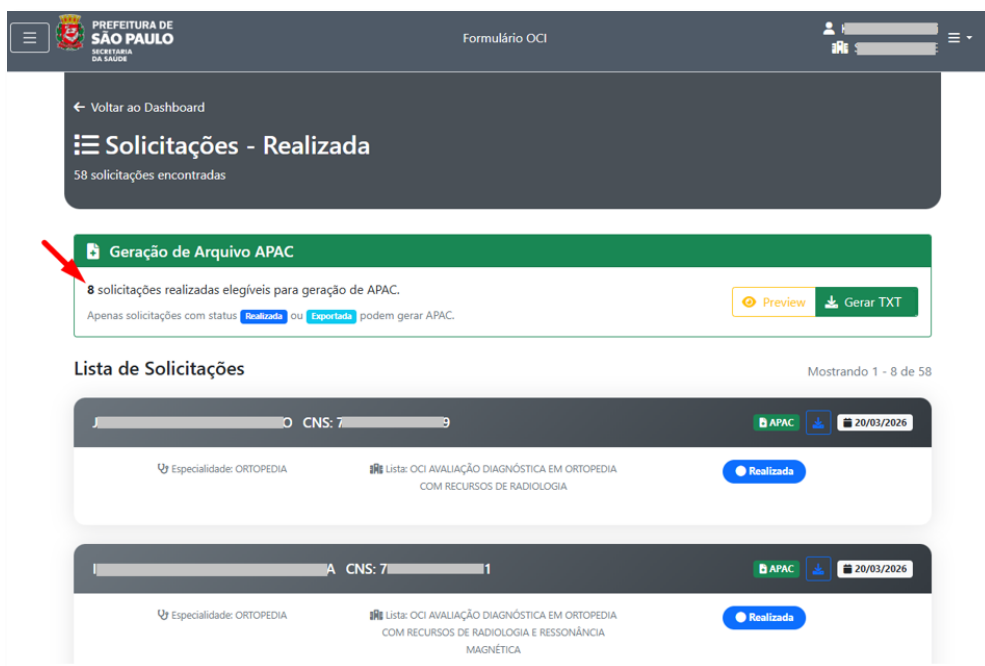 PREFEITURA DE
SÃO PAULO
SECRETARIA
DA SAÚDE
Formulário OCI
Voltar ao Dashboard
Solicitações - Realizada
58 solicitações encontradas
Geração de Arquivo APAC
8 solicitações realizadas elegíveis para geração de APAC.
Apenas solicitações com status Realizada ou Exportada podem gerar APAC.
Preview
Gerar TXT
Lista de Solicitações
Mostrando 1 - 8 de 58
J O CNS: 7 9
APAC
20/03/2026
Especialidade: ORTOPEDIA
Lista: OCI AVALIAÇÃO DIAGNÓSTICA EM ORTOPEDIA
COM RECURSOS DE RADIOLOGIA
Realizada
A CNS: 7 1
APAC
20/03/2026
Especialidade: ORTOPEDIA
Lista: OCI AVALIAÇÃO DIAGNÓSTICA EM ORTOPEDIA
COM RECURSOS DE RADIOLOGIA E RESSONÂNCIA
MAGNÉTICA
Realizada